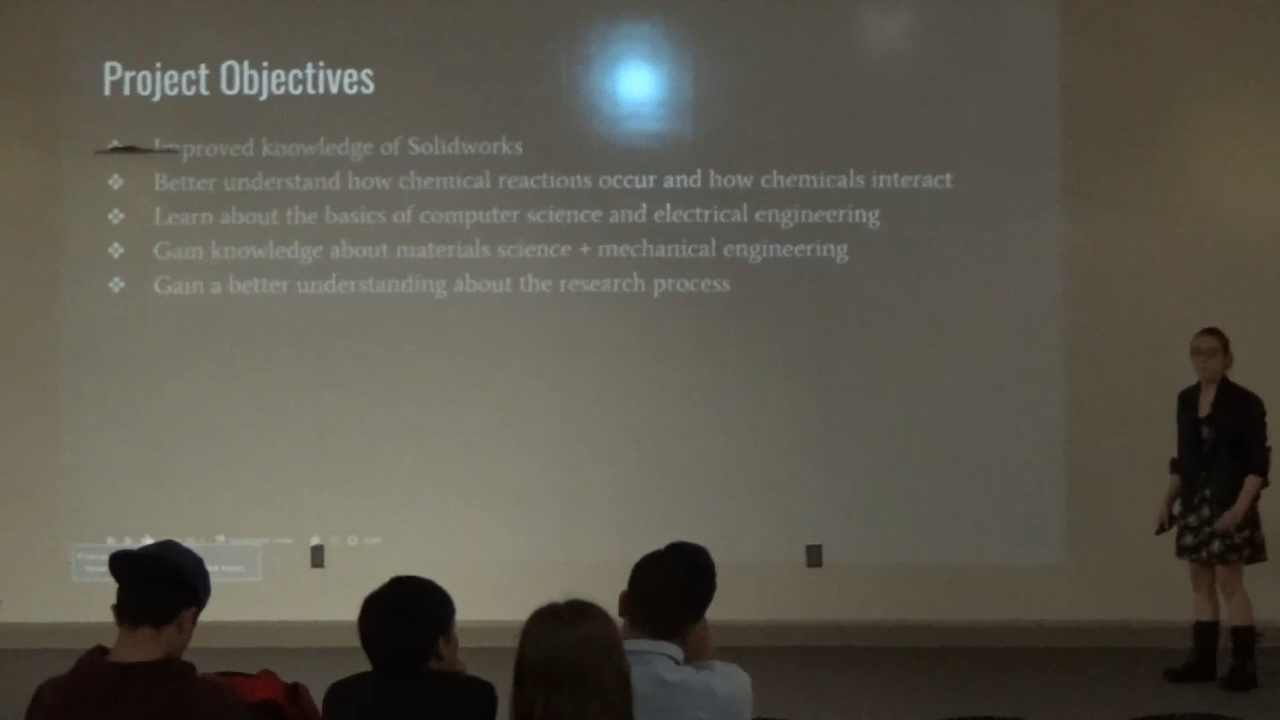 Project Objectives
❖ Improved knowledge of Solidworks
❖ Better understand how chemical reactions occur and how chemicals interact
❖ Learn about the basics of computer science and electrical engineering
❖ Gain knowledge about materials science + mechanical engineering
❖ Gain a better understanding about the research process